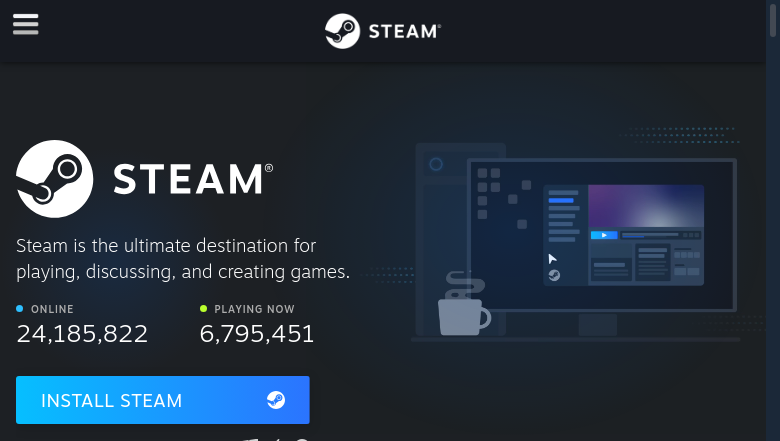 STEAM®
STEAM®
Steam is the ultimate destination for
playing, discussing, and creating games.
ONLINE
PLAYING NOW
24,185,822
6,795,451
INSTALL STEAM